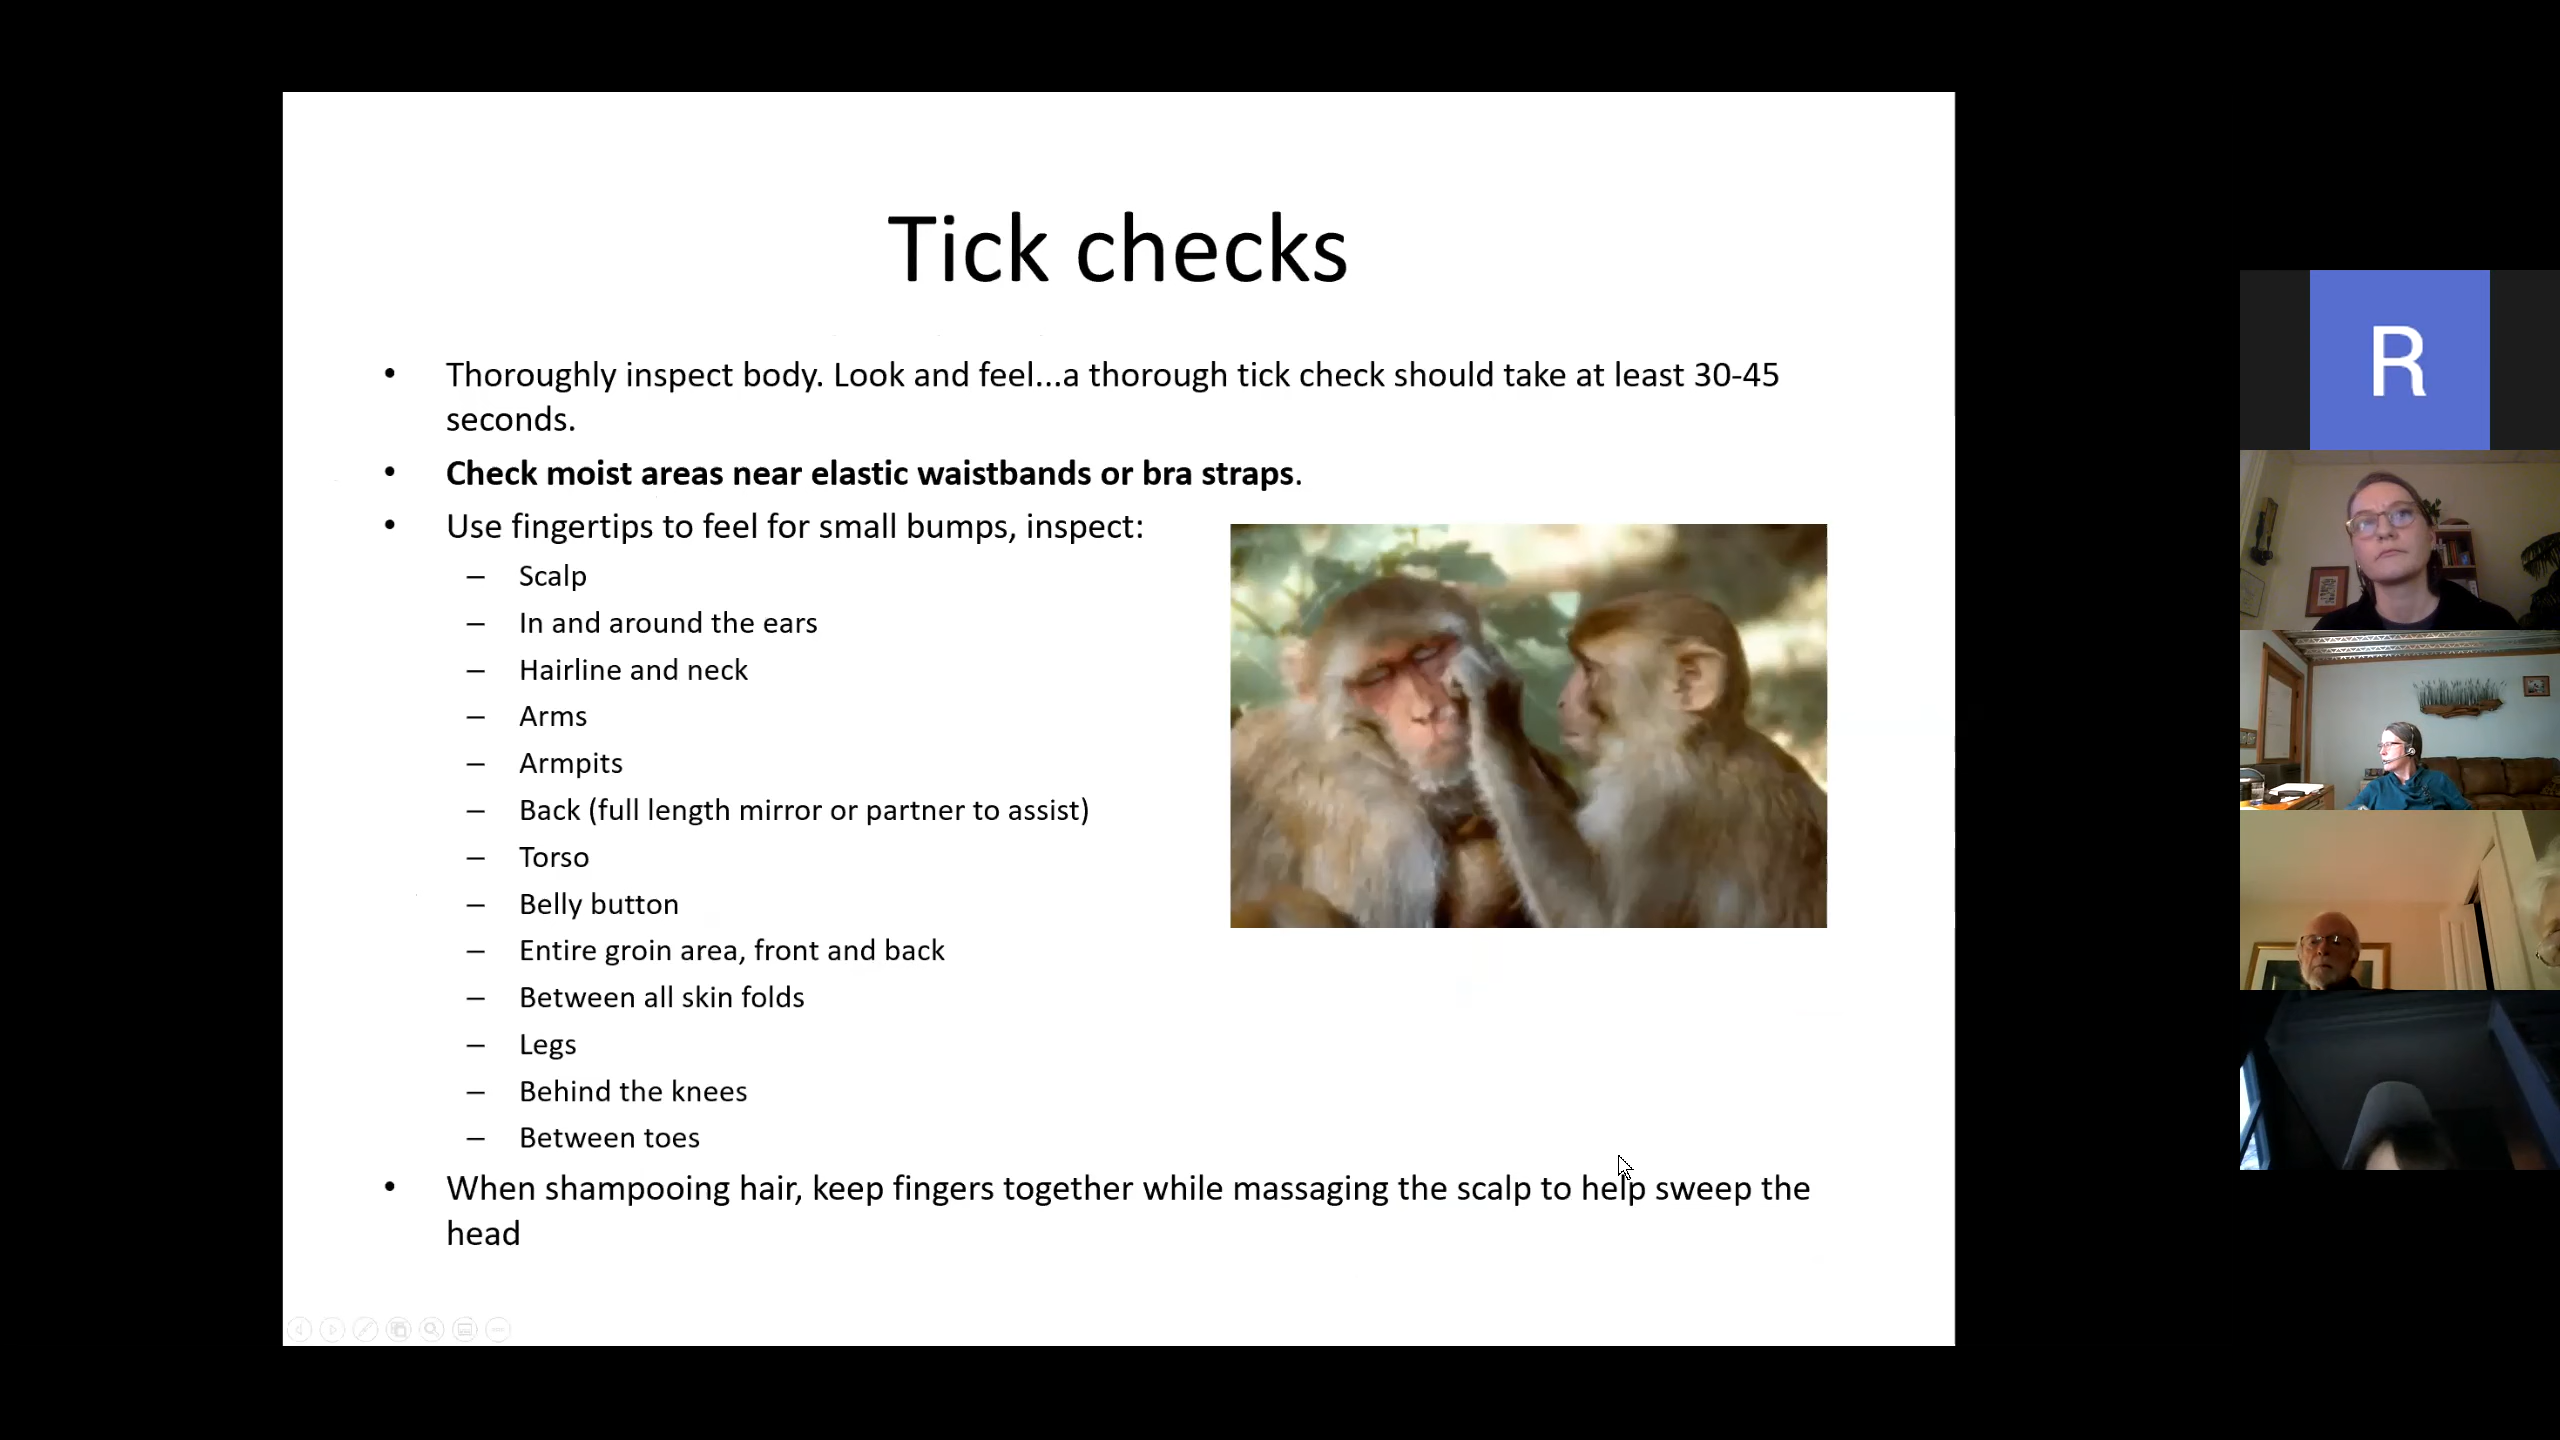 Tick checks
• Thoroughly inspect body. Look and feel...a thorough tick check should take at least 30-45
seconds.
• Check moist areas near elastic waistbands or bra straps.
• Use fingertips to feel for small bumps, inspect:
– Scalp
– In and around the ears
– Hairline and neck
– Arms
– Armpits
– Back (full length mirror or partner to assist)
– Torso
– Belly button
– Entire groin area, front and back
– Between all skin folds
– Legs
– Behind the knees
– Between toes
• When shampooing hair, keep fingers together while massaging the scalp to help sweep the
head
R